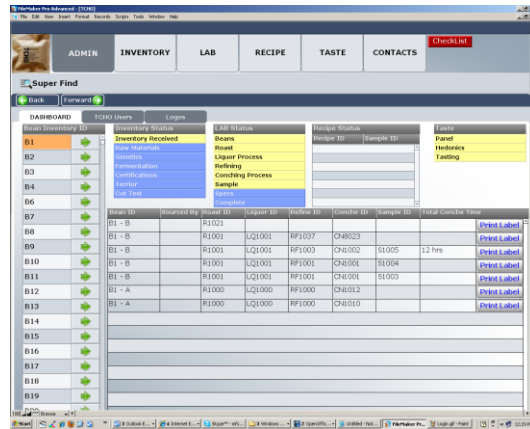 FileMaker Pro Advanced - [TCHO]
File Edit View Insert Format Records Scripts Tools Window Help
ADMIN INVENTORY LAB RECIPE TASTE CONTACTS CheckList
Super Find
Back Forward
DASHBOARD TCHO Users Logos
Bean Inventory ID Inventory Status LAB Status Recipe Status Taste
B1 Inventory Received Beans Recipe ID Sample ID Panel
Raw Materials Roast Hedonics
B2 Genetics Liquor Process Tasting
Fermentation Refining
B3 Certifications Conching Process
Terrior Sample
B4 Cut Test Specs
Complete
B6
B7 Bean ID Sourced By Roast ID Liquor ID Refine ID Conche ID Sample ID Total Conche Time
B1 - B R1021 Print Label
B8 B1 - B R1001 LQ1001 RF1037 CN8023 Print Label
B9 B1 - B R1001 LQ1001 RF1003 CN1002 S1005 12 hrs Print Label
B10 B1 - B R1001 LQ1001 RF1001 CN1001 S1004 Print Label
B11 B1 - B R1001 LQ1001 RF1001 CN1001 S1003 Print Label
B12 B1 - A R1000 LQ1000 RF1000 CN1012 Print Label
B13 B1 - A R1000 LQ1000 RF1000 CN1010 Print Label
B14
B15
B16
B17
B18
B19
100 Browse
Start